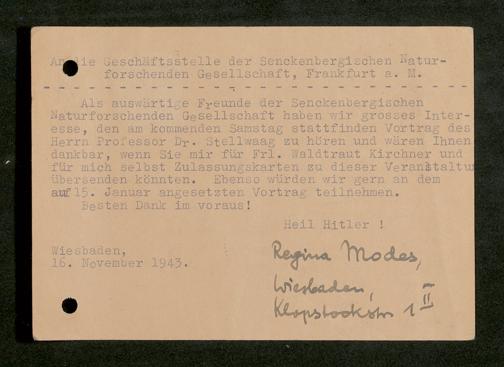 An die Geschäftsstelle der Senckenbergischen Natur-
forschenden Gesellschaft, Frankfurt a. M.
Als auswärtige Freunde der Senckenbergischen
Naturforschenden Gesellschaft haben wir grosses Inter-
esse, den am kommenden Samstag stattfinden Vortrag des
Herrn Professor Dr. Stellwaag zu hören und wären Ihnen
dankbar, wenn Sie mir für Frl. Waldtraut Kirchner und
für mich selbst Zulassungskarten zu dieser Veranstaltu
übersenden könnten. Ebenso würden wir gern an dem
auf 15. Januar angesetzten Vortrag teilnehmen.
Besten Dank im voraus!
Heil Hitler !
Wiesbaden,
16. November 1943.
Regina Modes,
Wiesbaden,
Klopstockstr 1 II